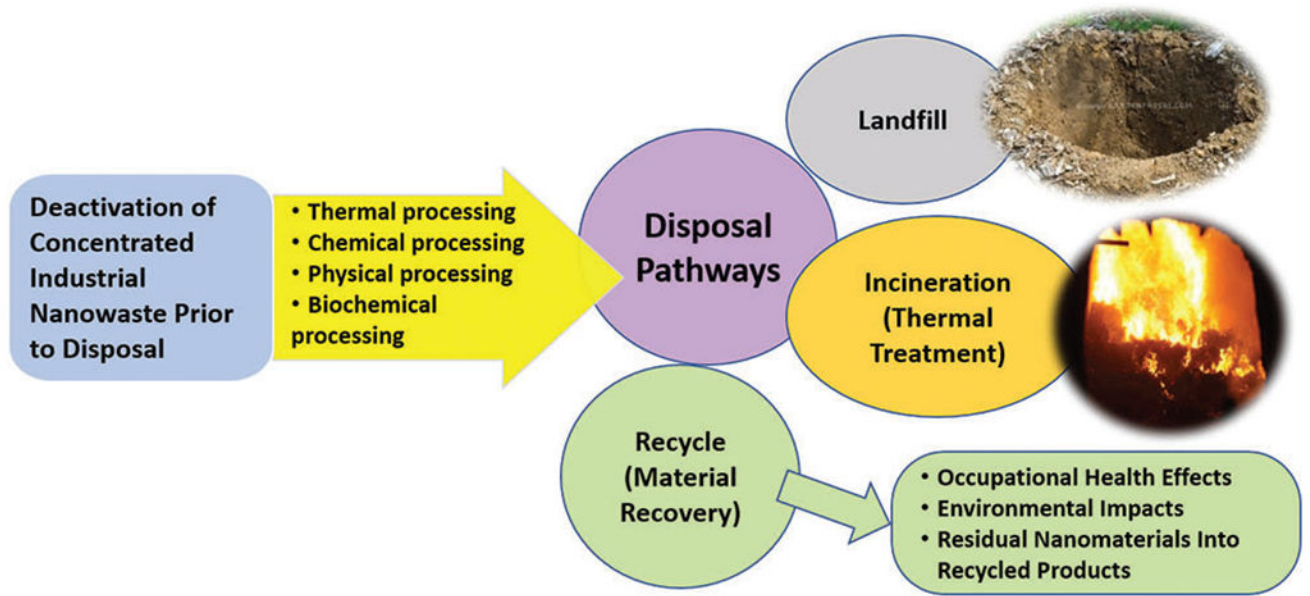 Deactivation of
Concentrated
Industrial
Nanowaste Prior
to Disposal
• Thermal processing
• Chemical processing
• Physical processing
• Biochemical
processing
Disposal
Pathways
Landfill
Incineration
(Thermal
Treatment)
Recycle
(Material
Recovery)
• Occupational Health Effects
• Environmental Impacts
• Residual Nanomaterials Into
Recycled Products